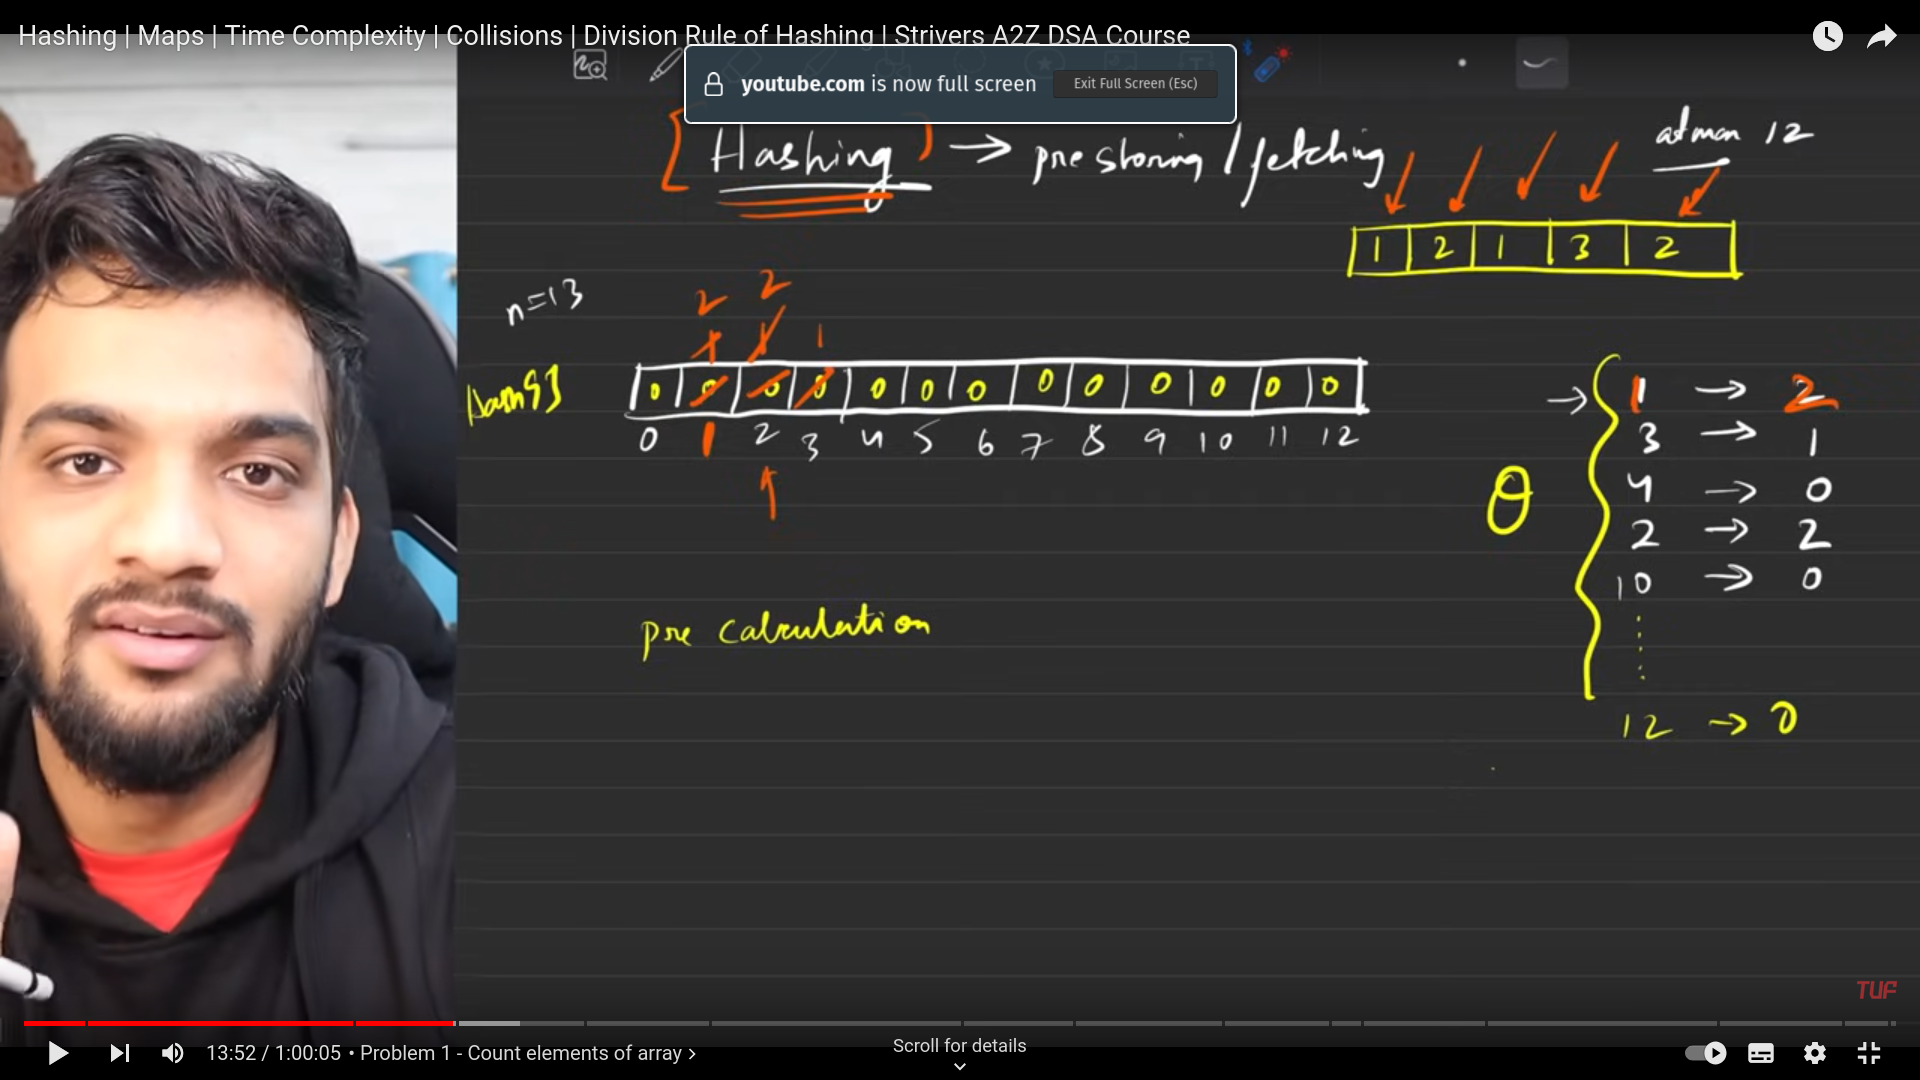 Hashing | Maps | Time Complexity | Collisions | Division Rule of Hashing | Strivers A2Z DSA Course
youtube.com is now full screen Exit Full Screen (Esc)
[ Hashing ) → pre storing / fetching
at max 12
1 2 1 3 2
n=13
2 2
1 1 1
hash[]
0 0 0 0 0 0 0 0 0 0 0 0 0
0 1 2 3 4 5 6 7 8 9 10 11 12
→ 1 → 2
3 → 1
4 → 0
2 → 2
10 → 0
12 → 0
pre calculation
TUF
13:52 / 1:00:05 • Problem 1 - Count elements of array
Scroll for details